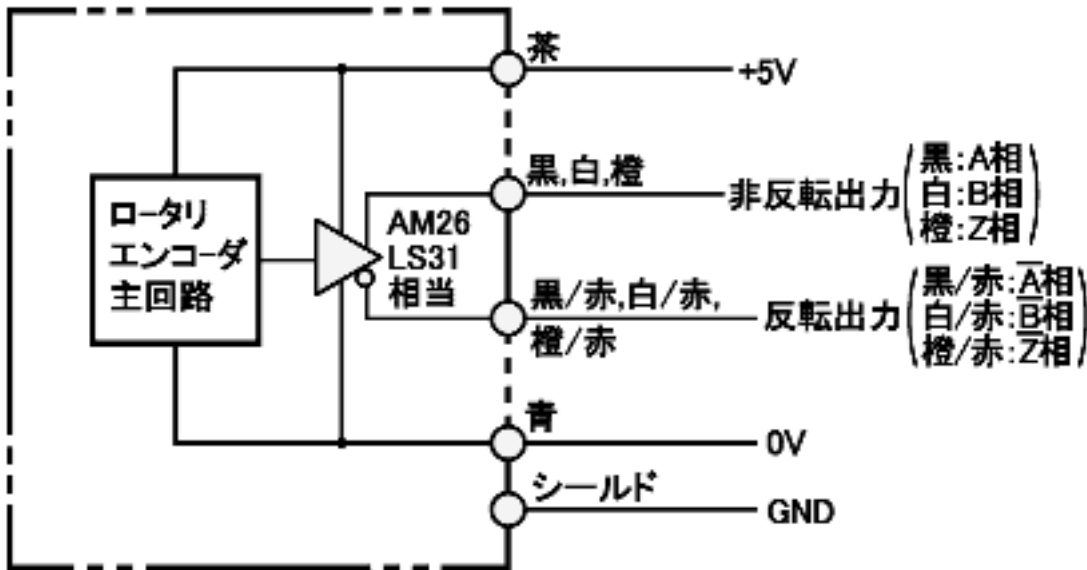 茶
+5V
黒,白,橙
非反転出力
黒:A相
白:B相
橙:Z相
ロータリ
エンコーダ
主回路
AM26
LS31
相当
黒/赤,白/赤,
橙/赤
反転出力
黒/赤:A̅相
白/赤:B̅相
橙/赤:Z̅相
青
0V
シールド
GND